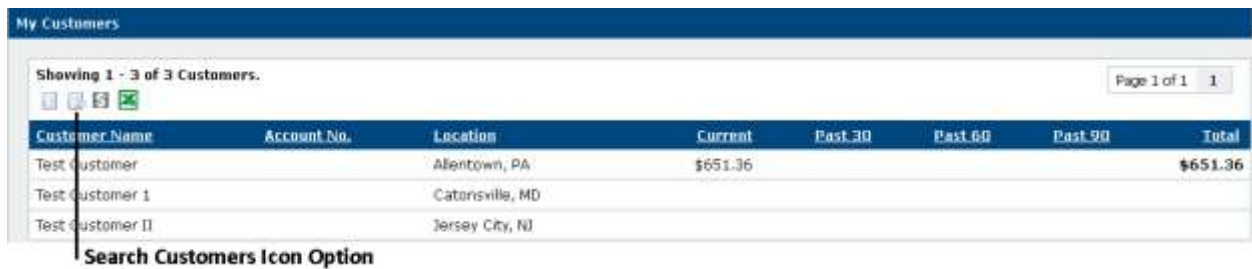 My Customers
Showing 1 - 3 of 3 Customers.
Page 1 of 1 1
Customer Name Account No. Location Current Past 30 Past 60 Past 90 Total
Test Customer Allentown, PA $651.36 $651.36
Test Customer 1 Catonsville, MD
Test Customer II Jersey City, NJ
Search Customers Icon Option